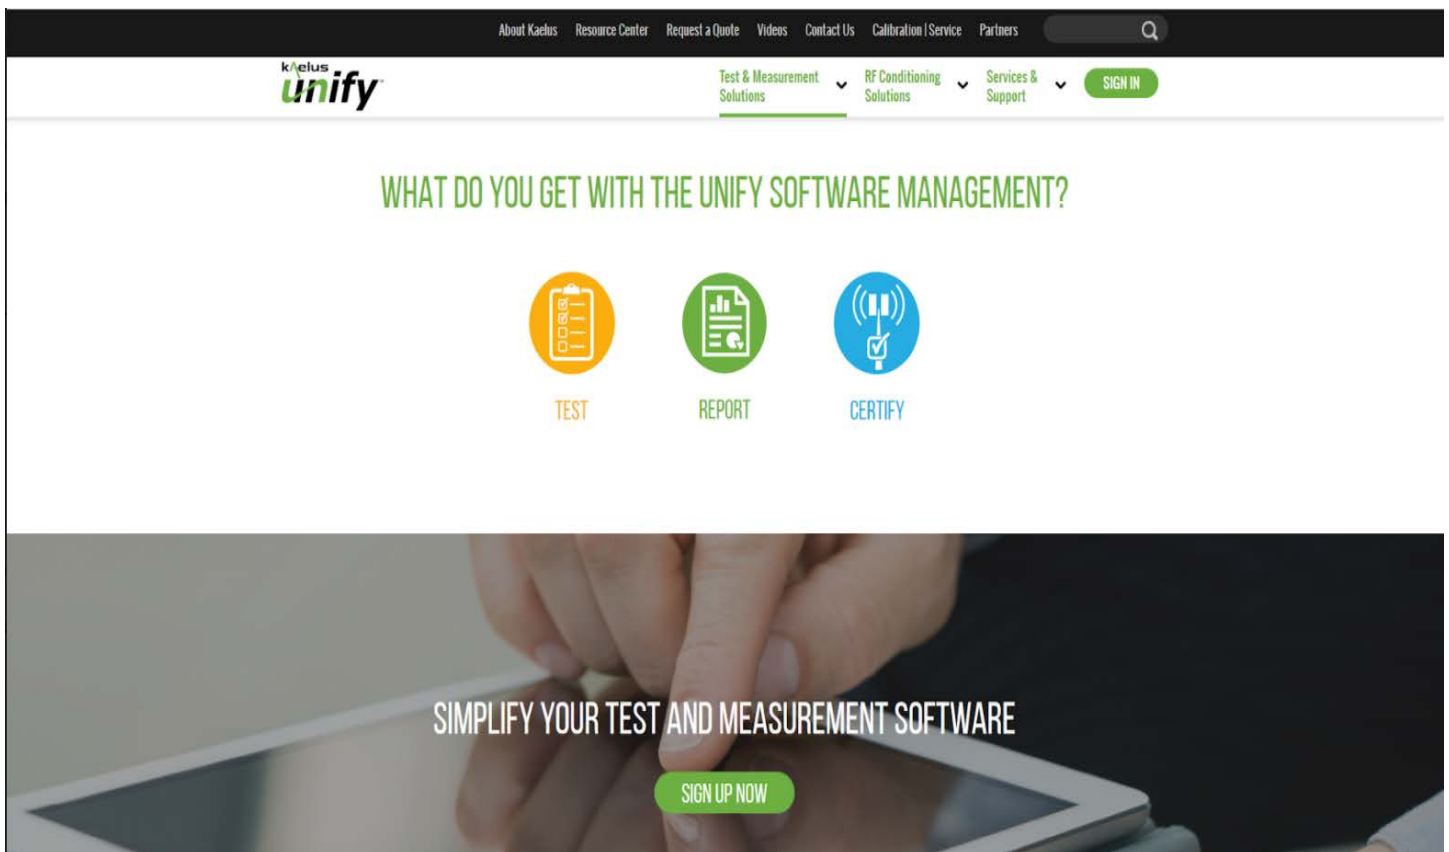 About Kaelus Resource Center Request a Quote Videos Contact Us Calibration | Service Partners
kaelus
unify™
Test & Measurement
Solutions
RF Conditioning
Solutions
Services &
Support
SIGN IN
WHAT DO YOU GET WITH THE UNIFY SOFTWARE MANAGEMENT?
TEST
REPORT
CERTIFY
SIMPLIFY YOUR TEST AND MEASUREMENT SOFTWARE
SIGN UP NOW